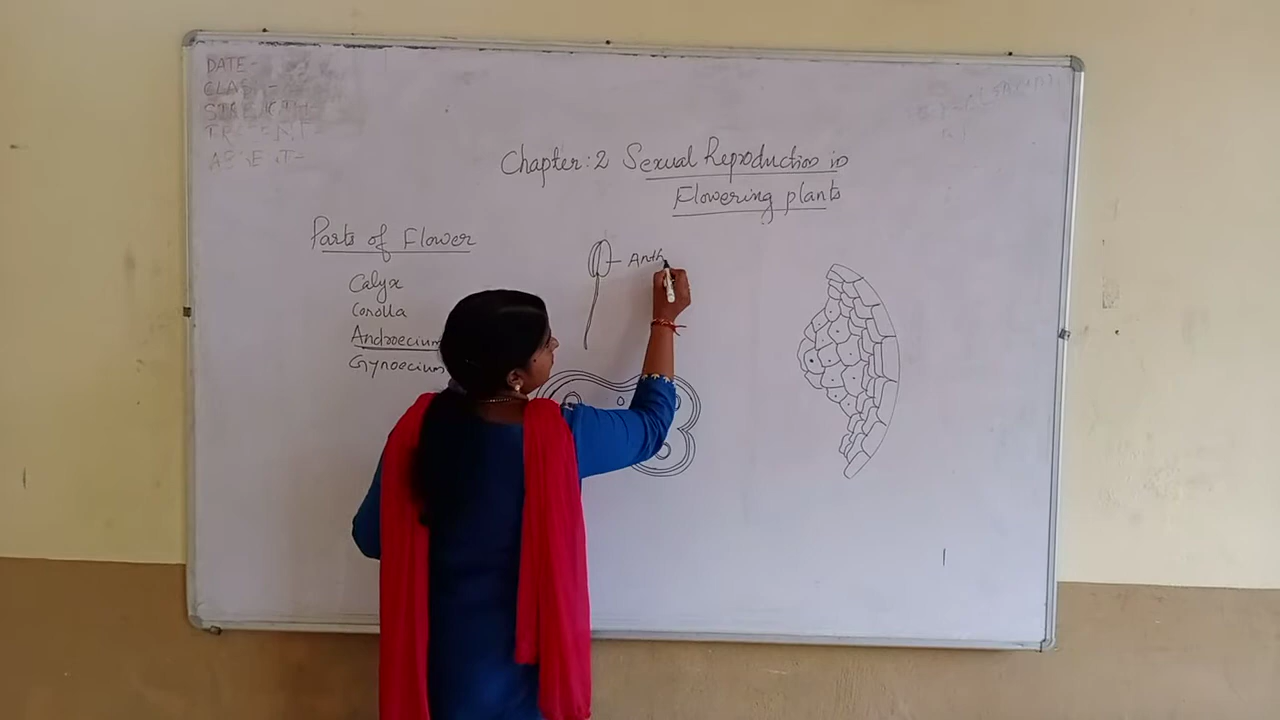 DATE-
Chapter: 2 Sexual Reproduction in
Flowering plants
Parts of Flower
Calyx
Corolla
Androecium
Gynoecium
Anth